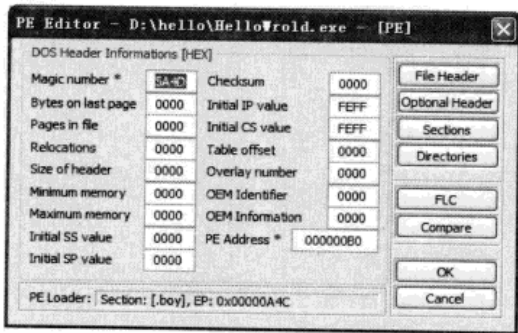 PE Editor - D:\hello\HelloWrold.exe - [PE]
DOS Header Informations [HEX]
Magic number * 5A4D
Bytes on last page 0000
Pages in file 0000
Relocations 0000
Size of header 0000
Minimum memory 0000
Maximum memory 0000
Initial SS value 0000
Initial SP value 0000
Checksum 0000
Initial IP value FEFF
Initial CS value FEFF
Table offset 0000
Overlay number 0000
OEM Identifier 0000
OEM Information 0000
PE Address * 000000B0
File Header
Optional Header
Sections
Directories
FLC
Compare
OK
Cancel
PE Loader: Section: [.boy], EP: 0x00000A4C